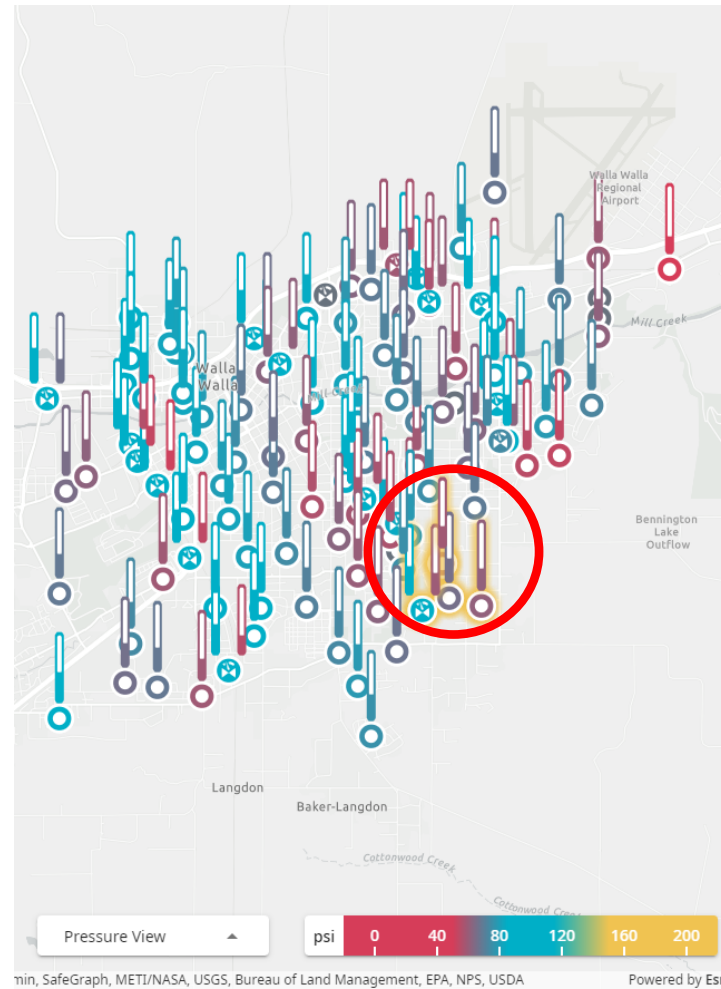 Walla Walla
Regional
Airport
Mill Creek
Walla
Walla
Mill Creek
Bennington
Lake
Outflow
Langdon
Baker-Langdon
Cottonwood Creek
Cottonwood
Pressure View
psi 0 40 80 120 160 200
min, SafeGraph, METI/NASA, USGS, Bureau of Land Management, EPA, NPS, USDA Powered by